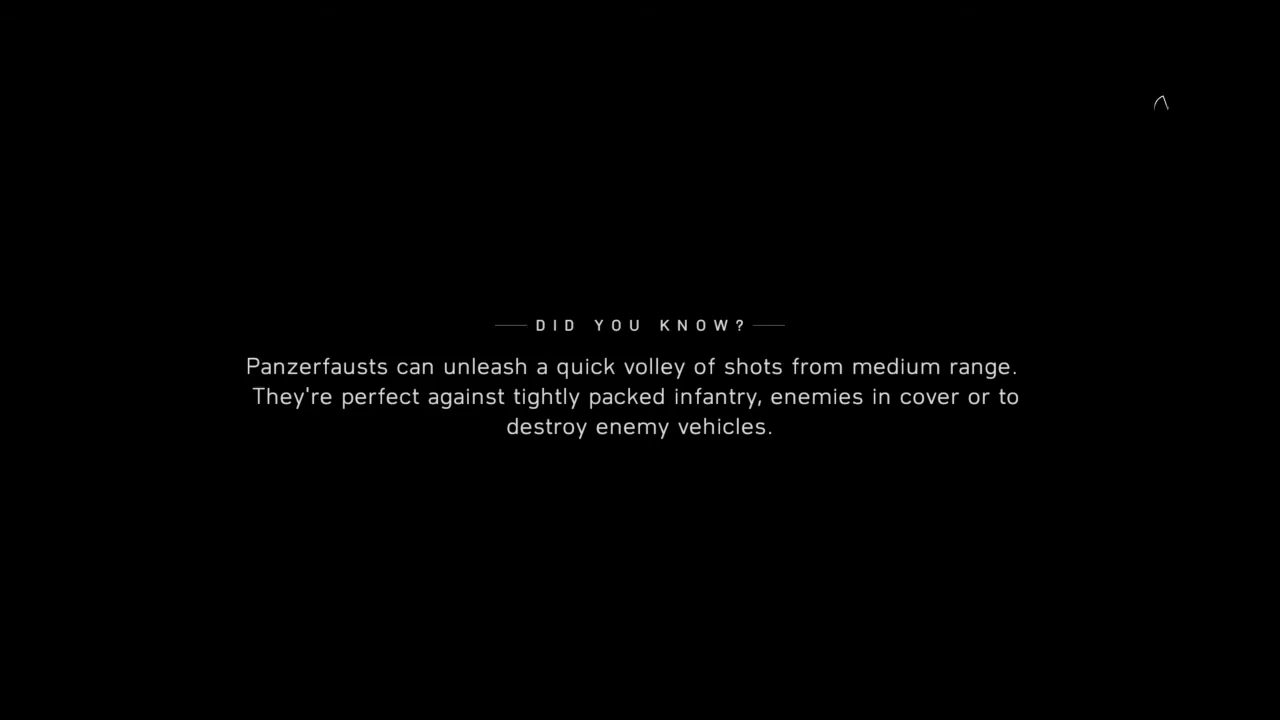 DID YOU KNOW?
Panzerfausts can unleash a quick volley of shots from medium range.
They're perfect against tightly packed infantry, enemies in cover or to
destroy enemy vehicles.